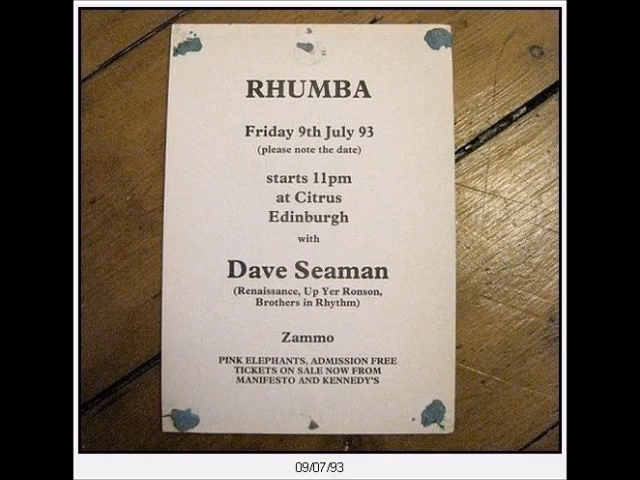 RHUMBA
Friday 9th July 93
(please note the date)
starts 11pm
at Citrus
Edinburgh
with
Dave Seaman
(Renaissance, Up Yer Ronson,
Brothers in Rhythm)
Zammo
PINK ELEPHANTS, ADMISSION FREE
TICKETS ON SALE NOW FROM
MANIFESTO AND KENNEDY'S
09/07/93